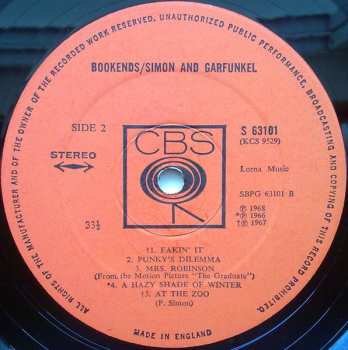 ALL RIGHTS OF THE MANUFACTURER AND OF THE OWNER OF THE RECORDED WORK RESERVED. UNAUTHORIZED PUBLIC PERFORMANCE, BROADCASTING AND COPYING OF THIS RECORD PROHIBITED.
BOOKENDS/SIMON AND GARFUNKEL
SIDE 2
CBS
S 63101
(KCS 9529)
STEREO
Lorna Music
SBPG 63101 B
33⅓
℗ 1968
*℗ 1966
†℗ 1967
†1. FAKIN' IT
2. PUNKY'S DILEMMA
3. MRS. ROBINSON
(From the Motion Picture "The Graduate")
*4. A HAZY SHADE OF WINTER
†5. AT THE ZOO
(P. Simon)
MADE IN ENGLAND